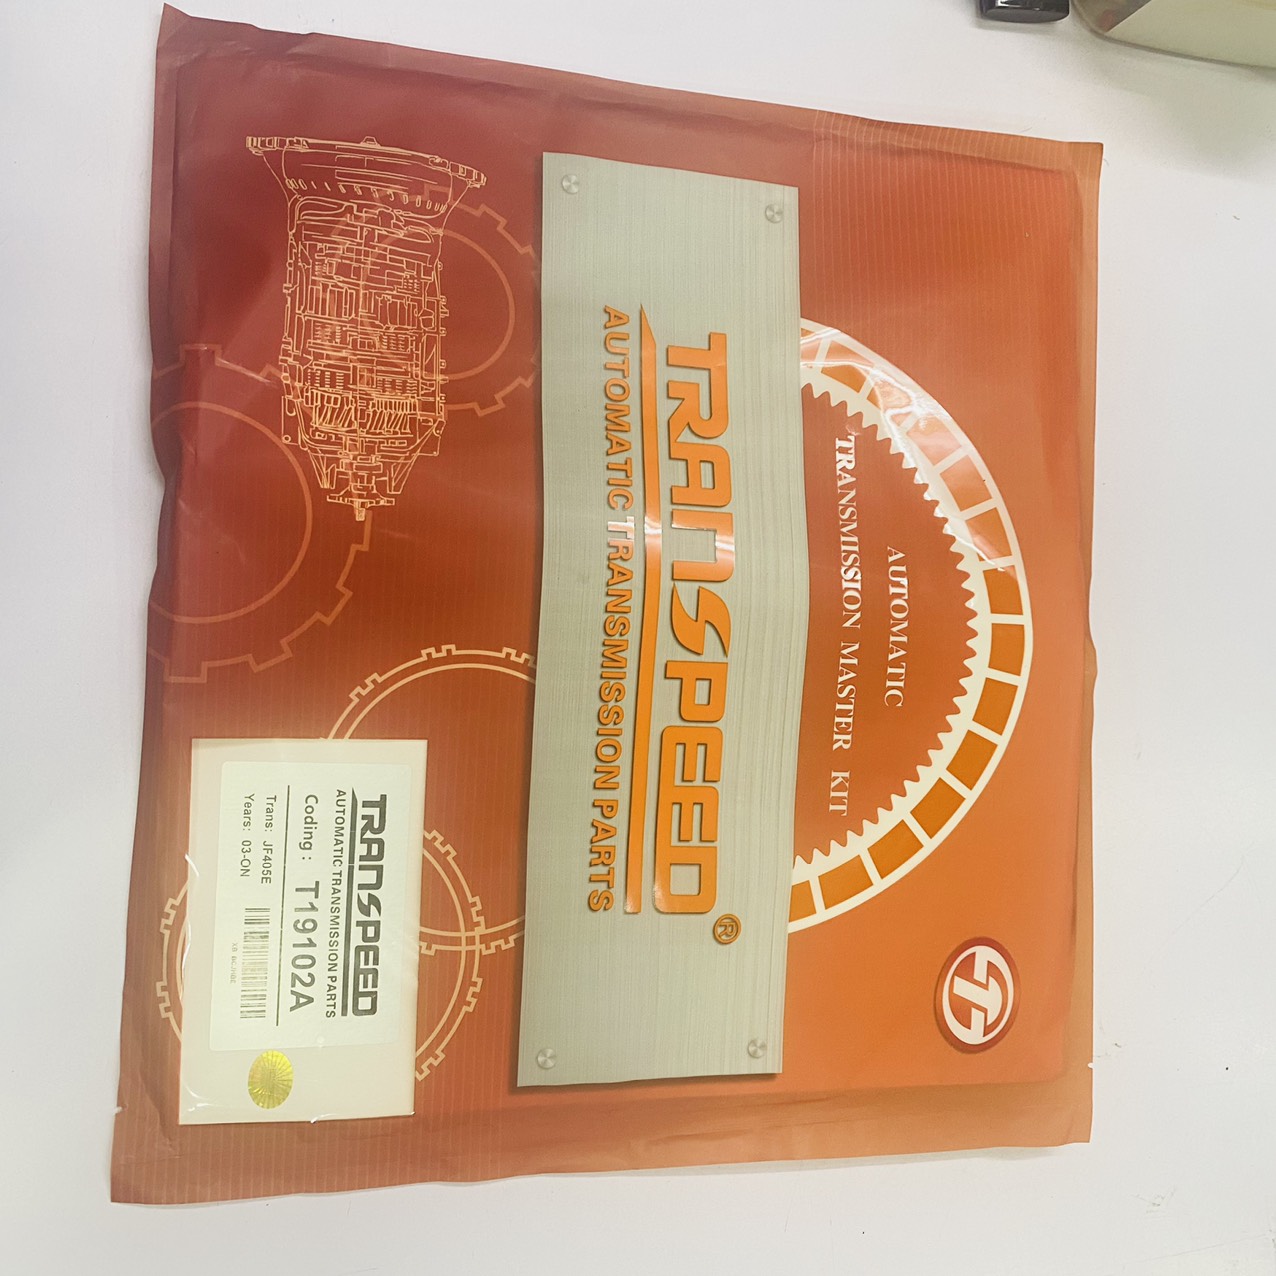 AUTOMATIC
TRANSMISSION MASTER KIT
TRANSPEED®
AUTOMATIC TRANSMISSION PARTS
TRANSPEED
AUTOMATIC TRANSMISSION PARTS
Coding: T19102A
Trans: JF405E
Years: 03-ON